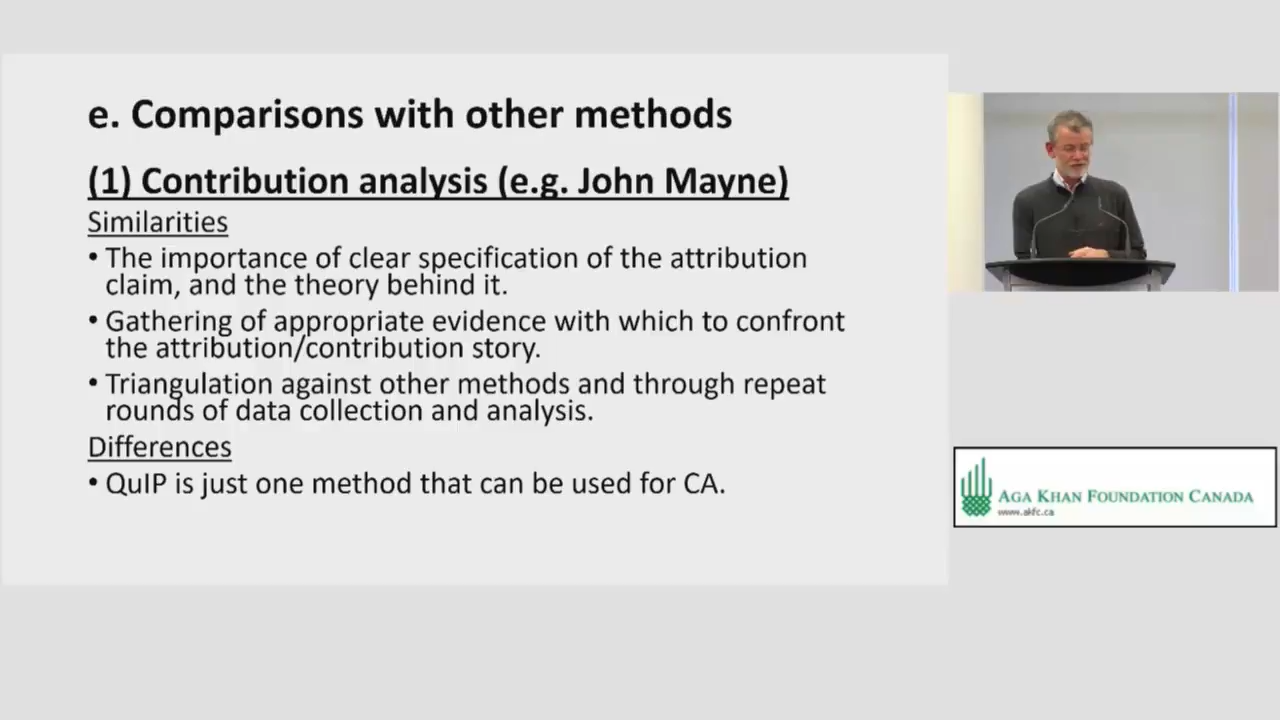 e. Comparisons with other methods
(1) Contribution analysis (e.g. John Mayne)
Similarities
• The importance of clear specification of the attribution
claim, and the theory behind it.
• Gathering of appropriate evidence with which to confront
the attribution/contribution story.
• Triangulation against other methods and through repeat
rounds of data collection and analysis.
Differences
• QuIP is just one method that can be used for CA.
AGA KHAN FOUNDATION CANADA
www.akfc.ca